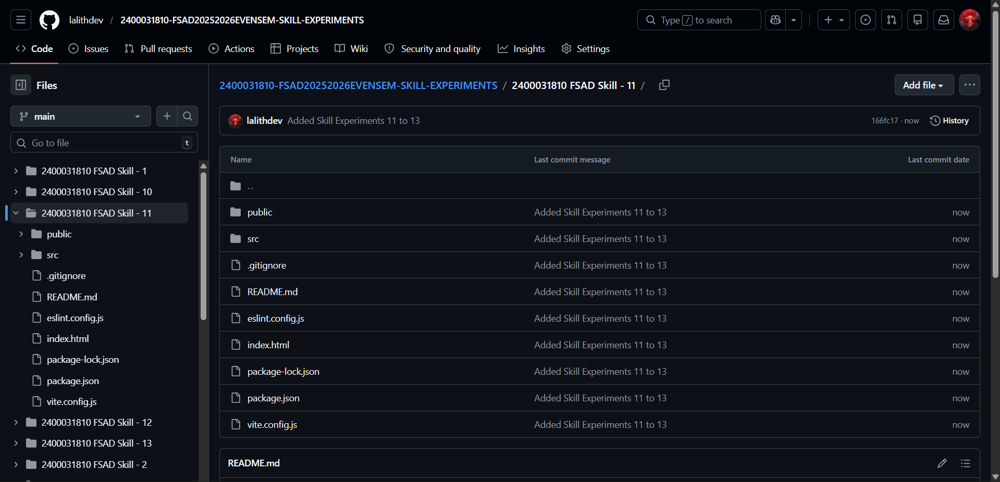 lalithdev / 2400031810-FSAD20252026EVENSEM-SKILL-EXPERIMENTS
Type / to search
Code Issues Pull requests Actions Projects Wiki Security and quality Insights Settings
Files
main
Go to file t
2400031810 FSAD Skill - 1
2400031810 FSAD Skill - 10
2400031810 FSAD Skill - 11
public
src
.gitignore
README.md
eslint.config.js
index.html
package-lock.json
package.json
vite.config.js
2400031810 FSAD Skill - 12
2400031810 FSAD Skill - 13
2400031810 FSAD Skill - 2
2400031810-FSAD20252026EVENSEM-SKILL-EXPERIMENTS / 2400031810 FSAD Skill - 11 /
Add file
lalithdev Added Skill Experiments 11 to 13 166fc17 · now History
Name Last commit message Last commit date
..
public Added Skill Experiments 11 to 13 now
src Added Skill Experiments 11 to 13 now
.gitignore Added Skill Experiments 11 to 13 now
README.md Added Skill Experiments 11 to 13 now
eslint.config.js Added Skill Experiments 11 to 13 now
index.html Added Skill Experiments 11 to 13 now
package-lock.json Added Skill Experiments 11 to 13 now
package.json Added Skill Experiments 11 to 13 now
vite.config.js Added Skill Experiments 11 to 13 now
README.md